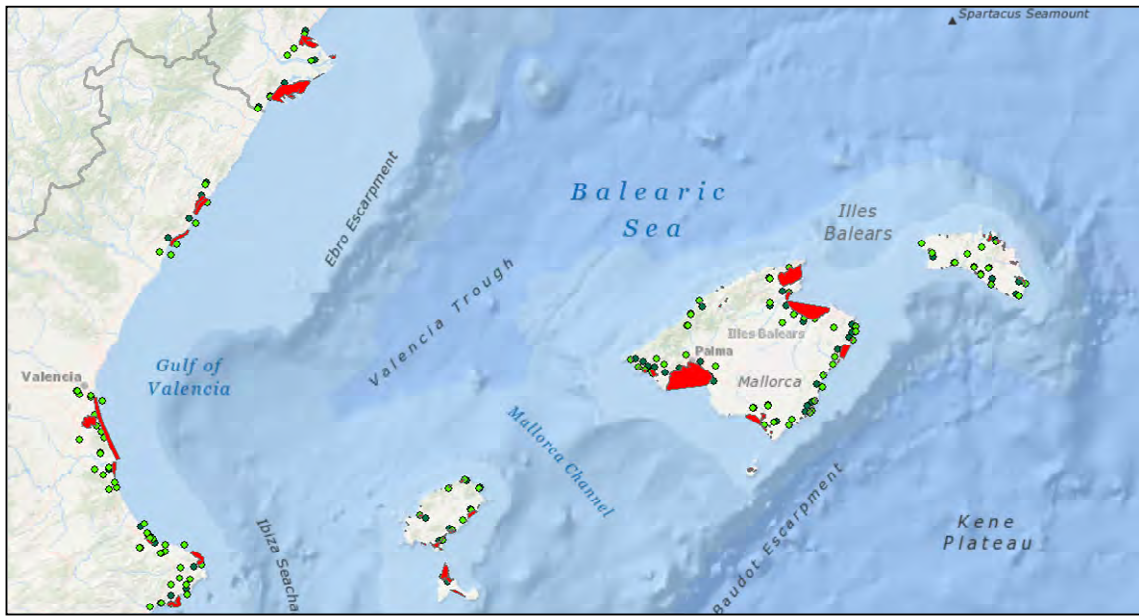 Spartacus Seamount
Balearic
Sea
Illes
Balears
Ebro Escarpment
Valencia Trough
Illes Balears
Palma
Gulf of
Valencia
Valencia
Mallorca
Mallorca Channel
Baudot Escarpment
Kene
Plateau
Ibiza Seacha